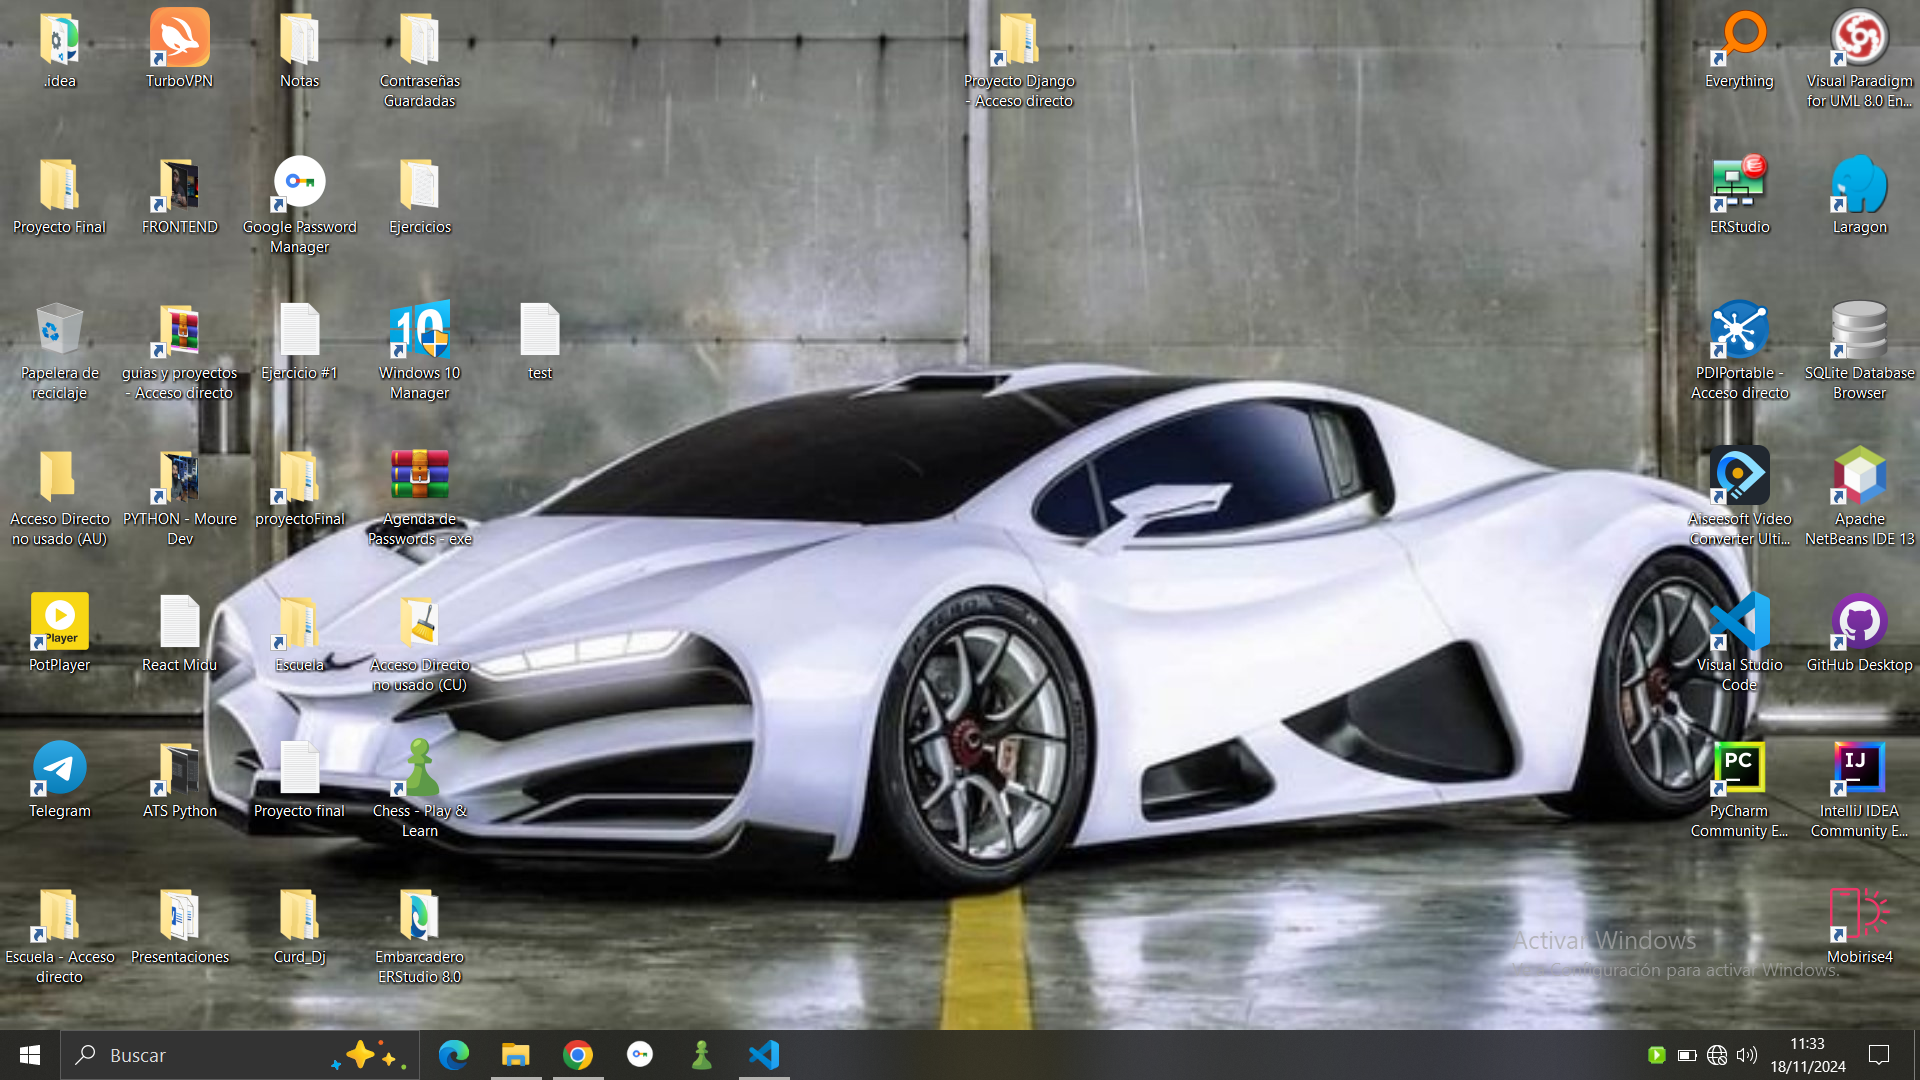 .idea
TurboVPN
Notas
Contraseñas
Guardadas
Proyecto Django
- Acceso directo
Everything
Visual Paradigm
for UML 8.0 En...
Proyecto Final
FRONTEND
Google Password
Manager
Ejercicios
ERStudio
Laragon
Papelera de
reciclaje
guias y proyectos
- Acceso directo
Ejercicio #1
10
Windows 10
Manager
test
PDIPortable -
Acceso directo
SQLite Database
Browser
Acceso Directo
no usado (AU)
PYTHON - Moure
Dev
proyectoFinal
Agenda de
Passwords - exe
Aiseesoft Video
Converter Ulti...
Apache
NetBeans IDE 13
Player
PotPlayer
React Midu
Escuela
Acceso Directo
no usado (CU)
Visual Studio
Code
GitHub Desktop
Telegram
ATS Python
Proyecto final
Chess - Play &
Learn
PC
PyCharm
Community E...
IJ
IntelliJ IDEA
Community E...
Escuela - Acceso
directo
Presentaciones
Curd_Dj
Embarcadero
ERStudio 8.0
Mobirise4
Activar Windows
para activar Windows.
Buscar
11:33
18/11/2024